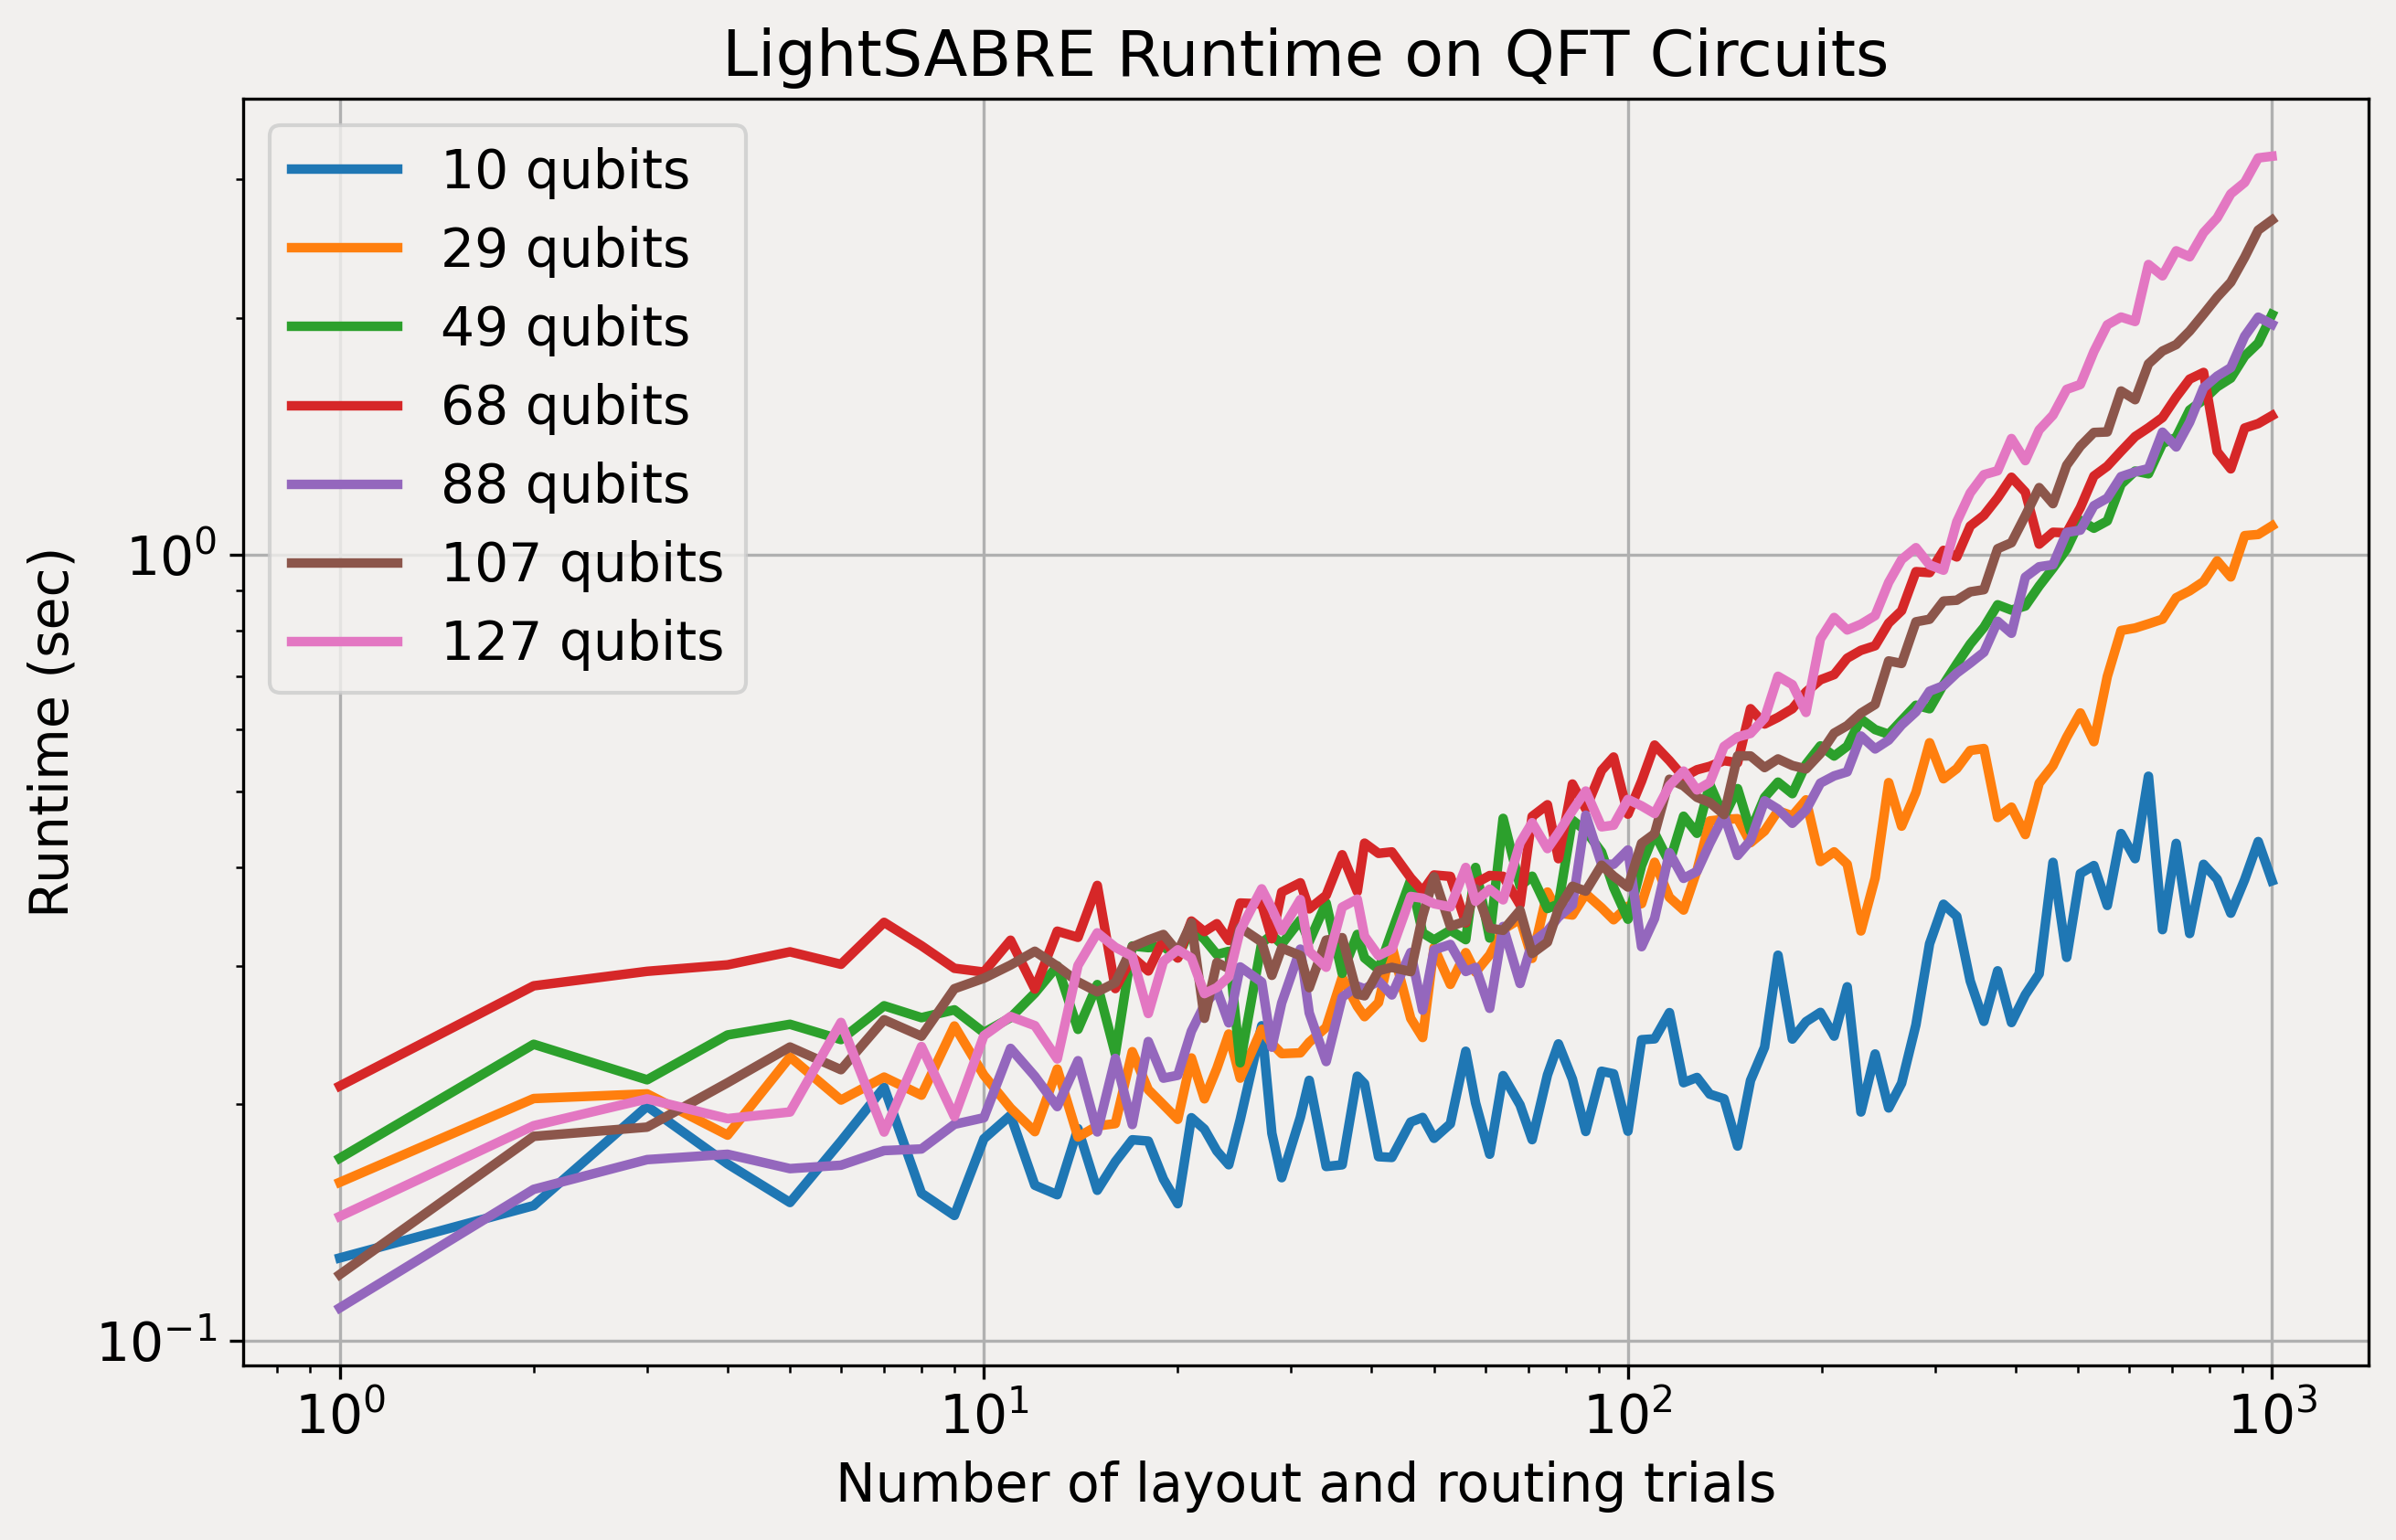 LightSABRE Runtime on QFT Circuits
10 qubits
29 qubits
49 qubits
68 qubits
88 qubits
107 qubits
127 qubits
Runtime (sec)
10⁰
10⁻¹
10⁰ 10¹ 10² 10³
Number of layout and routing trials